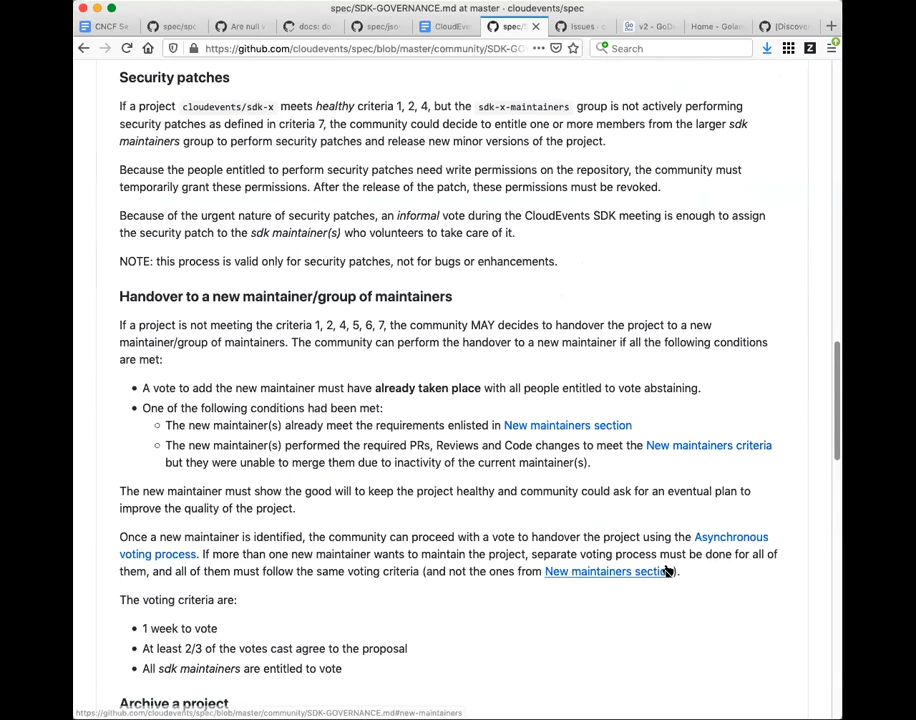 spec/SDK-GOVERNANCE.md at master · cloudevents/spec
CNCF Se
spec/spec
Are null v
docs: do
spec/jso
CloudEve
spec/
Issues · c
v2 - GoDo
Home - Golan
[Discover
https://github.com/cloudevents/spec/blob/master/community/SDK-GO
Search
Security patches
If a project cloudevents/sdk-x meets healthy criteria 1, 2, 4, but the sdk-x-maintainers group is not actively performing
security patches as defined in criteria 7, the community could decide to entitle one or more members from the larger sdk
maintainers group to perform security patches and release new minor versions of the project.
Because the people entitled to perform security patches need write permissions on the repository, the community must
temporarily grant these permissions. After the release of the patch, these permissions must be revoked.
Because of the urgent nature of security patches, an informal vote during the CloudEvents SDK meeting is enough to assign
the security patch to the sdk maintainer(s) who volunteers to take care of it.
NOTE: this process is valid only for security patches, not for bugs or enhancements.
Handover to a new maintainer/group of maintainers
If a project is not meeting the criteria 1, 2, 4, 5, 6, 7, the community MAY decides to handover the project to a new
maintainer/group of maintainers. The community can perform the handover to a new maintainer if all the following conditions
are met:
• A vote to add the new maintainer must have already taken place with all people entitled to vote abstaining.
• One of the following conditions had been met:
○ The new maintainer(s) already meet the requirements enlisted in New maintainers section
○ The new maintainer(s) performed the required PRs, Reviews and Code changes to meet the New maintainers criteria
but they were unable to merge them due to inactivity of the current maintainer(s).
The new maintainer must show the good will to keep the project healthy and community could ask for an eventual plan to
improve the quality of the project.
Once a new maintainer is identified, the community can proceed with a vote to handover the project using the Asynchronous
voting process. If more than one new maintainer wants to maintain the project, separate voting process must be done for all of
them, and all of them must follow the same voting criteria (and not the ones from New maintainers section).
The voting criteria are:
• 1 week to vote
• At least 2/3 of the votes cast agree to the proposal
• All sdk maintainers are entitled to vote
Archive a project
https://github.com/cloudevents/spec/blob/master/community/SDK-GOVERNANCE.md#new-maintainers